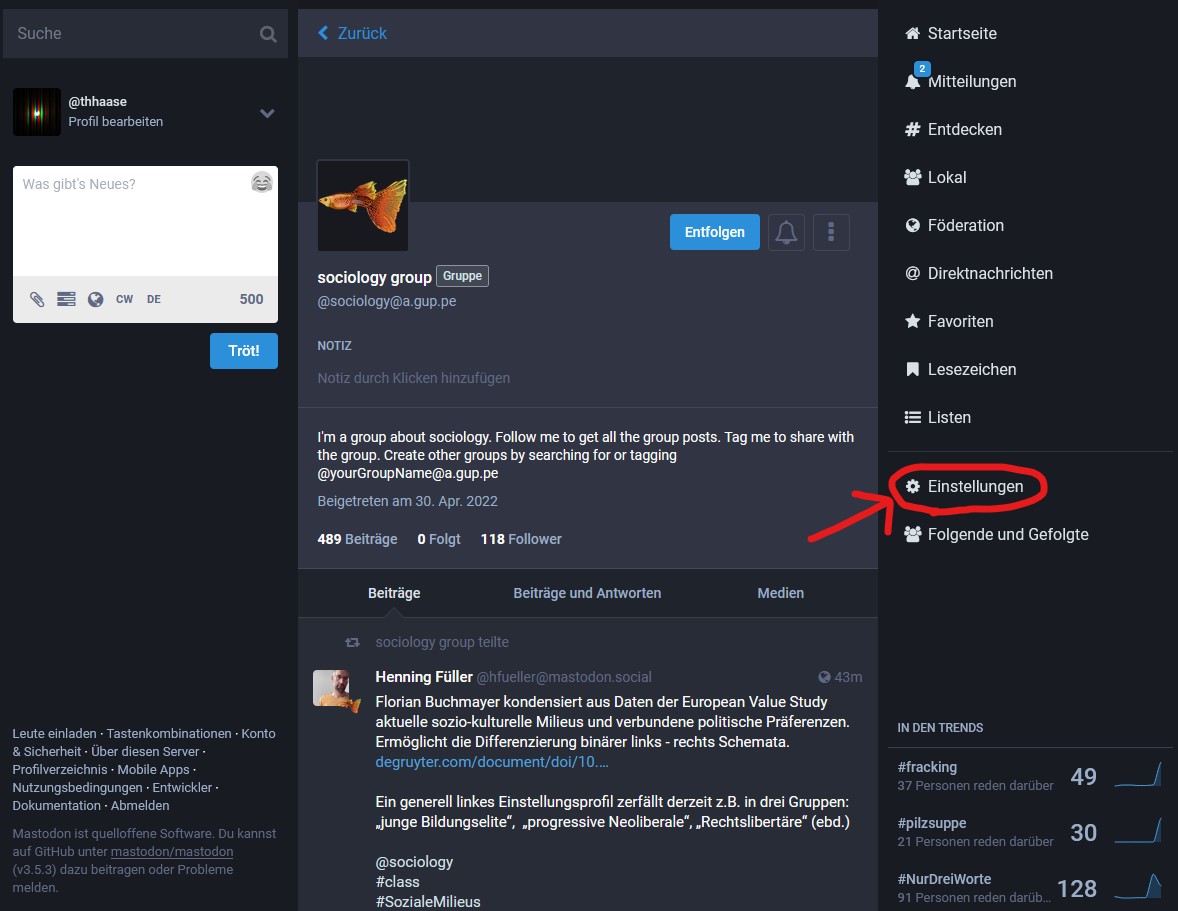 Suche
@thhaase
Profil bearbeiten
Was gibt's Neues?
CW DE 500
Tröt!
Leute einladen · Tastenkombinationen · Konto
& Sicherheit · Über diesen Server ·
Profilverzeichnis · Mobile Apps ·
Nutzungsbedingungen · Entwickler ·
Dokumentation · Abmelden
Mastodon ist quelloffene Software. Du kannst
auf GitHub unter mastodon/mastodon
(v3.5.3) dazu beitragen oder Probleme
melden.
Zurück
Entfolgen
sociology group Gruppe
@sociology@a.gup.pe
NOTIZ
Notiz durch Klicken hinzufügen
I'm a group about sociology. Follow me to get all the group posts. Tag me to share with
the group. Create other groups by searching for or tagging
@yourGroupName@a.gup.pe
Beigetreten am 30. Apr. 2022
489 Beiträge 0 Folgt 118 Follower
Beiträge Beiträge und Antworten Medien
sociology group teilte
Henning Füller @hfueller@mastodon.social 43m
Florian Buchmayer kondensiert aus Daten der European Value Study
aktuelle sozio-kulturelle Milieus und verbundene politische Präferenzen.
Ermöglicht die Differenzierung binärer links - rechts Schemata.
degruyter.com/document/doi/10.…
Ein generell linkes Einstellungsprofil zerfällt derzeit z.B. in drei Gruppen:
„junge Bildungselite“, „progressive Neoliberale“, „Rechtslibertäre“ (ebd.)
@sociology
#class
#SozialeMilieus
Startseite
2
Mitteilungen
Entdecken
Lokal
Föderation
Direktnachrichten
Favoriten
Lesezeichen
Listen
Einstellungen
Folgende und Gefolgte
IN DEN TRENDS
#fracking
37 Personen reden darüber 49
#pilzsuppe
21 Personen reden darüber 30
#NurDreiWorte
91 Personen reden darüb… 128